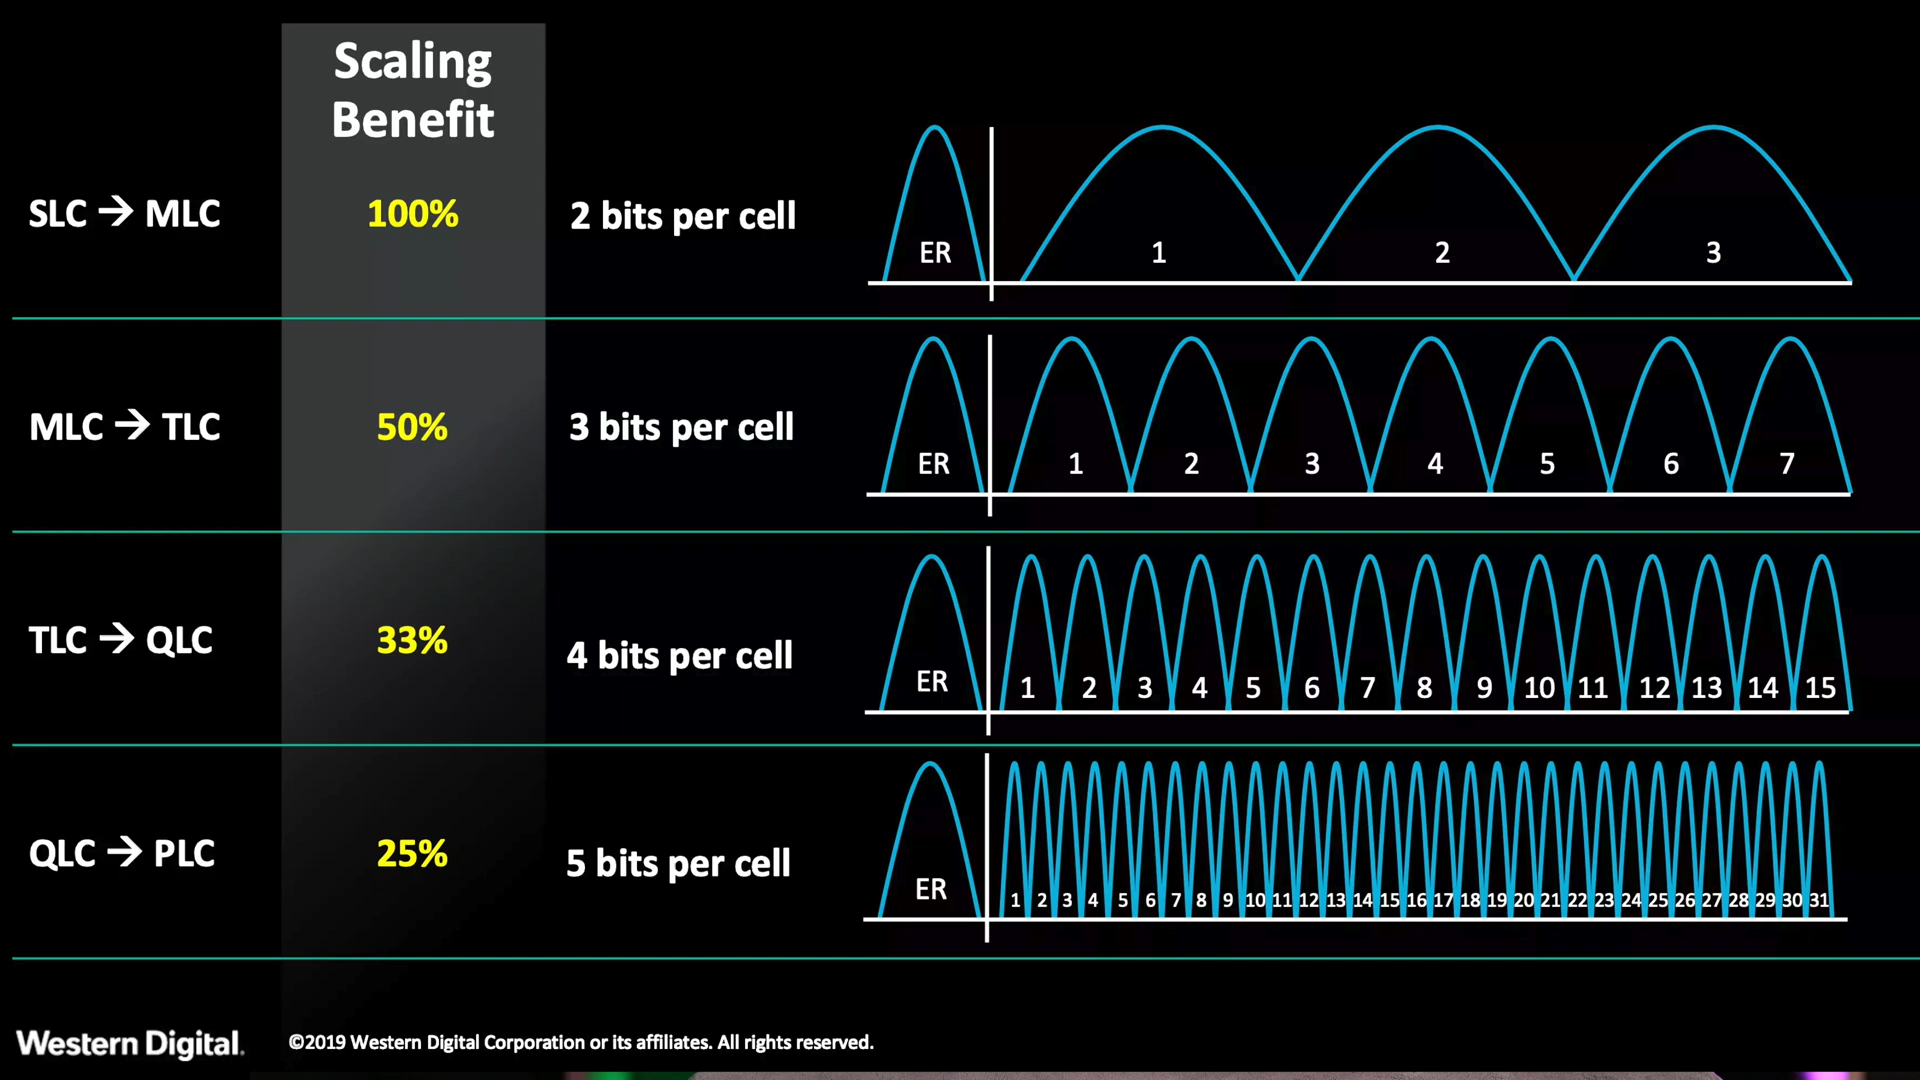 Scaling
Benefit
SLC → MLC 100% 2 bits per cell
ER 1 2 3
MLC → TLC 50% 3 bits per cell
ER 1 2 3 4 5 6 7
TLC → QLC 33% 4 bits per cell
ER 1 2 3 4 5 6 7 8 9 10 11 12 13 14 15
QLC → PLC 25% 5 bits per cell
ER 1 2 3 4 5 6 7 8 9 10 11 12 13 14 15 16 17 18 19 20 21 22 23 24 25 26 27 28 29 30 31
Western Digital. ©2019 Western Digital Corporation or its affiliates. All rights reserved.